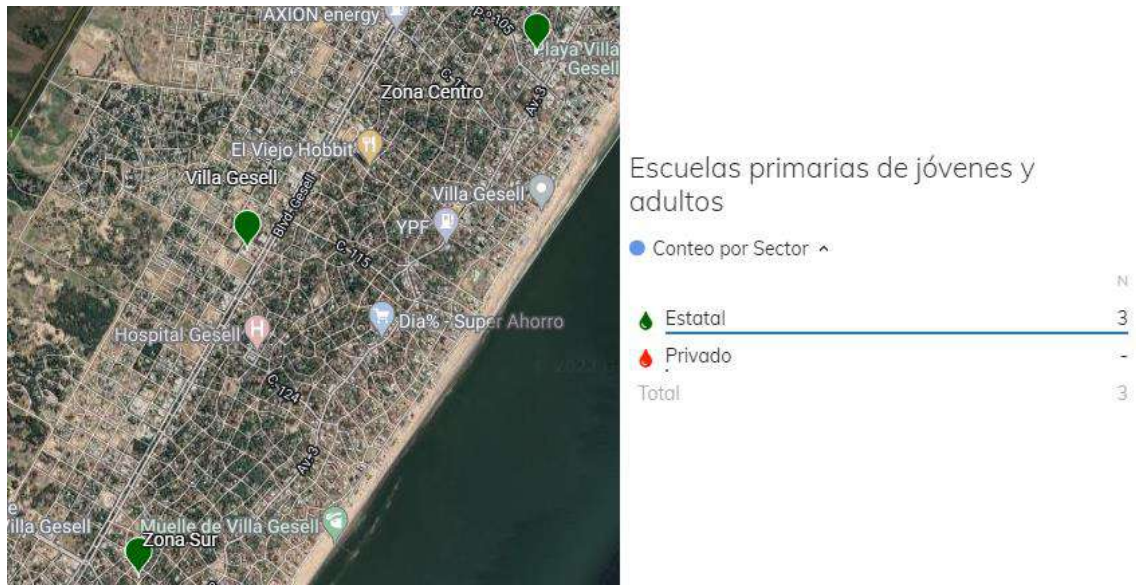 AXION energy
P.º 105
Playa Villa
Gesell
Zona Centro
Av. 3
El Viejo Hobbit
Villa Gesell
Blvd. Gesell
Villa Gesell
YPF
C. 115
Hospital Gesell
Dia% - Super Ahorro
C. 124
Av. 3
Villa Gesell
Muelle de Villa Gesell
Zona Sur
Escuelas primarias de jóvenes y
adultos
Conteo por Sector
N
Estatal 3
Privado -
Total 3